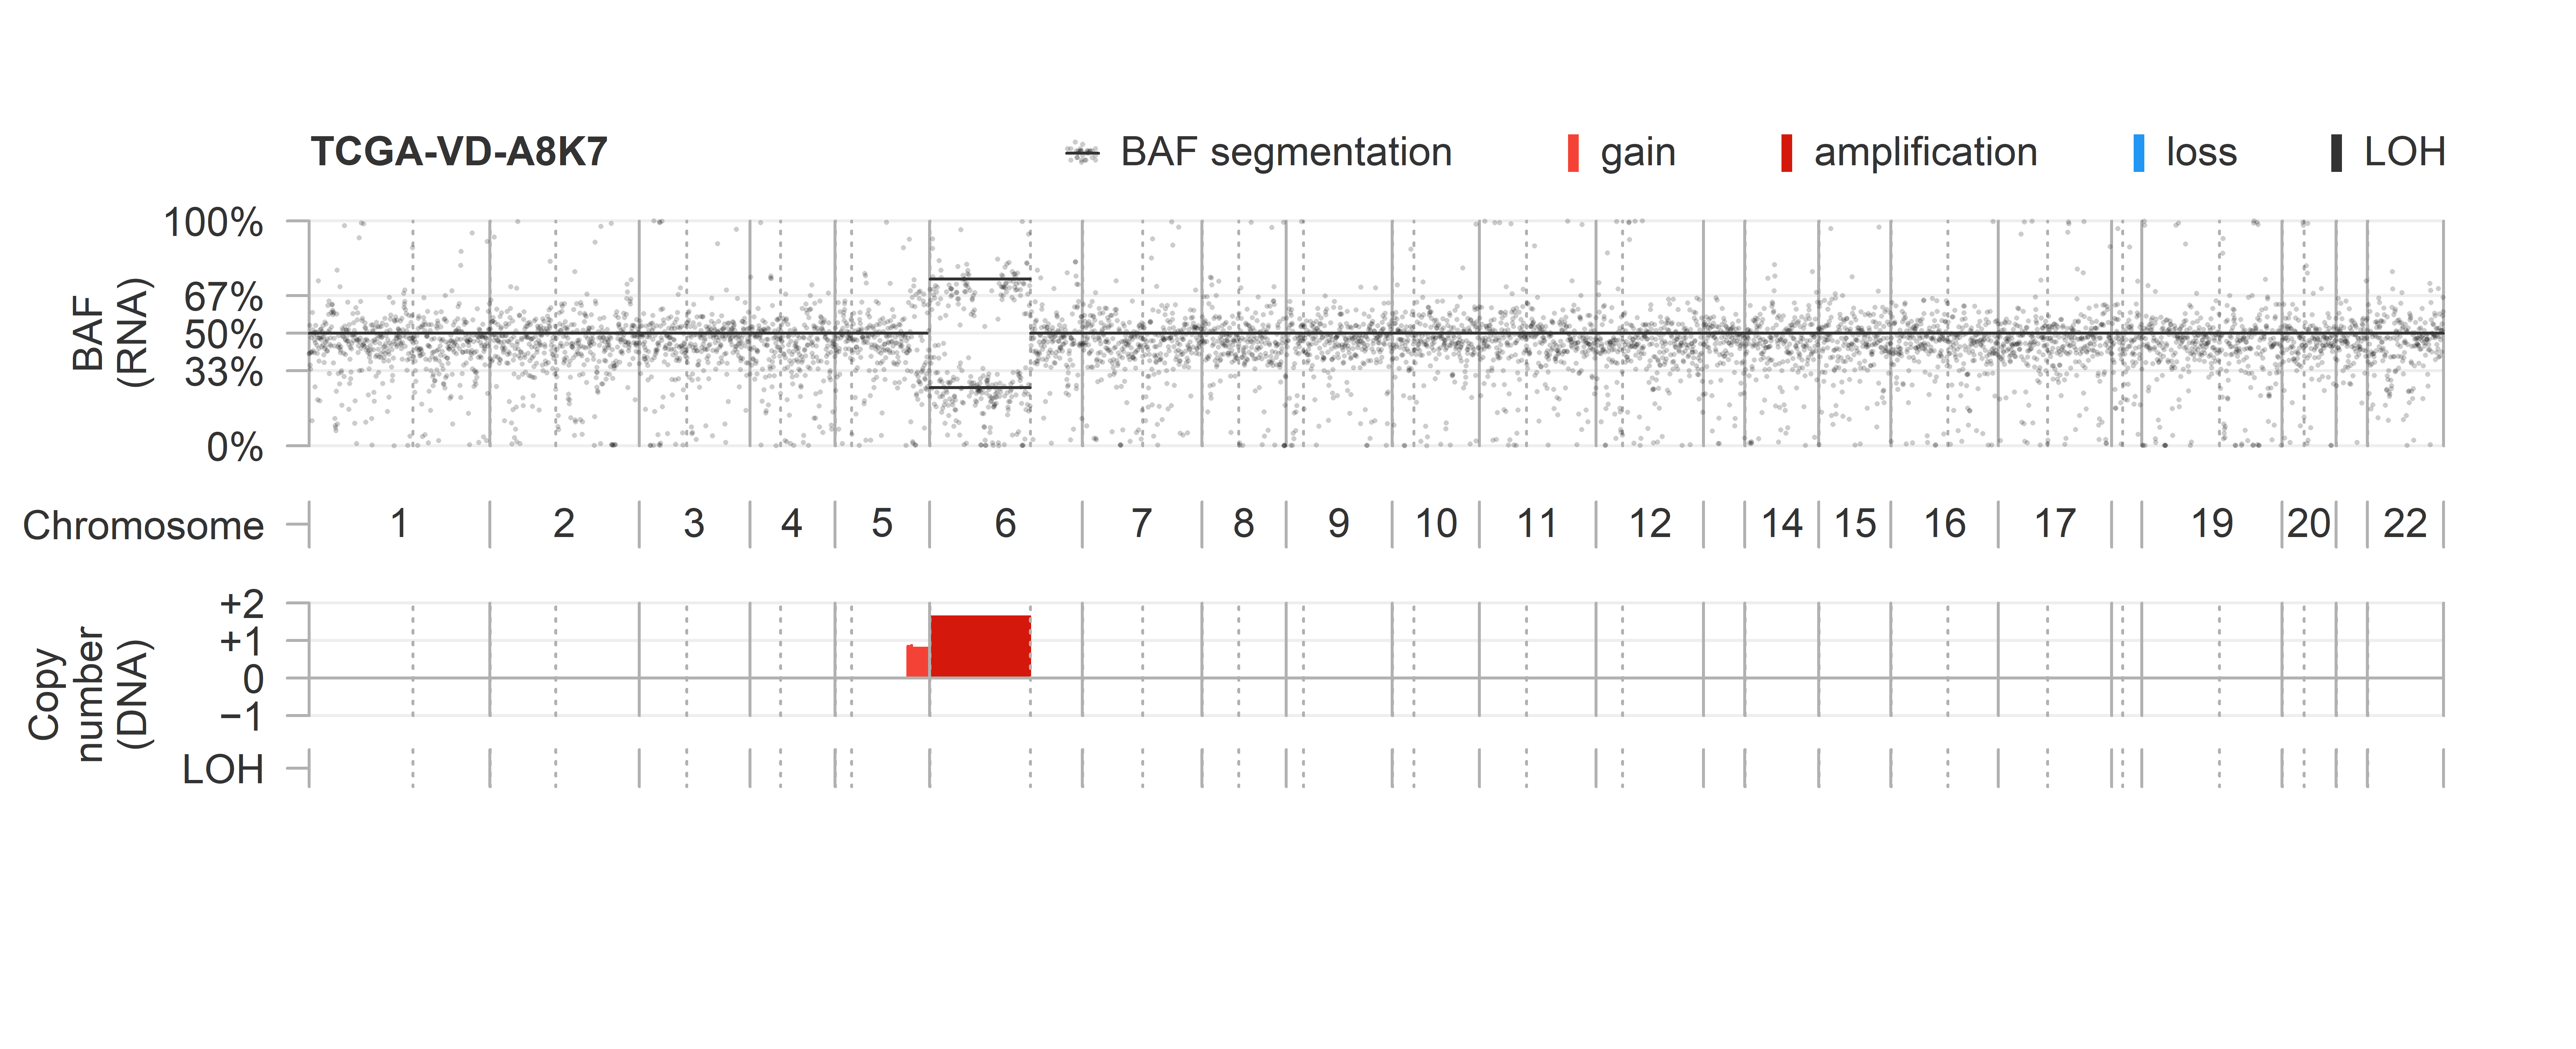 TCGA-VD-A8K7 BAF segmentation gain amplification loss LOH
100%
67%
50%
33%
0%
BAF
(RNA)
Chromosome 1 2 3 4 5 6 7 8 9 10 11 12 14 15 16 17 19 20 22
+2
+1
0
−1
Copy
number
(DNA)
LOH